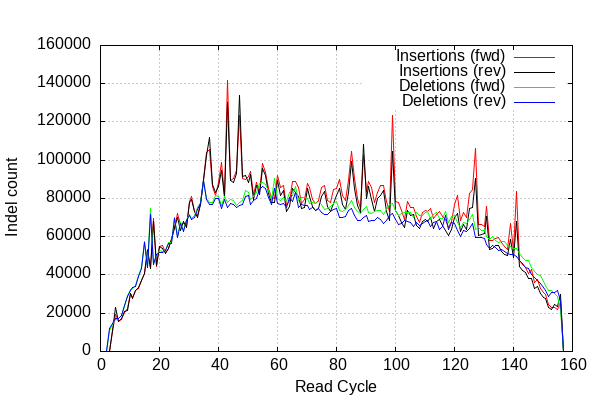 160000
140000
120000
100000
80000
60000
40000
20000
0
Indel count
Insertions (fwd)
Insertions (rev)
Deletions (fwd)
Deletions (rev)
0 20 40 60 80 100 120 140 160
Read Cycle